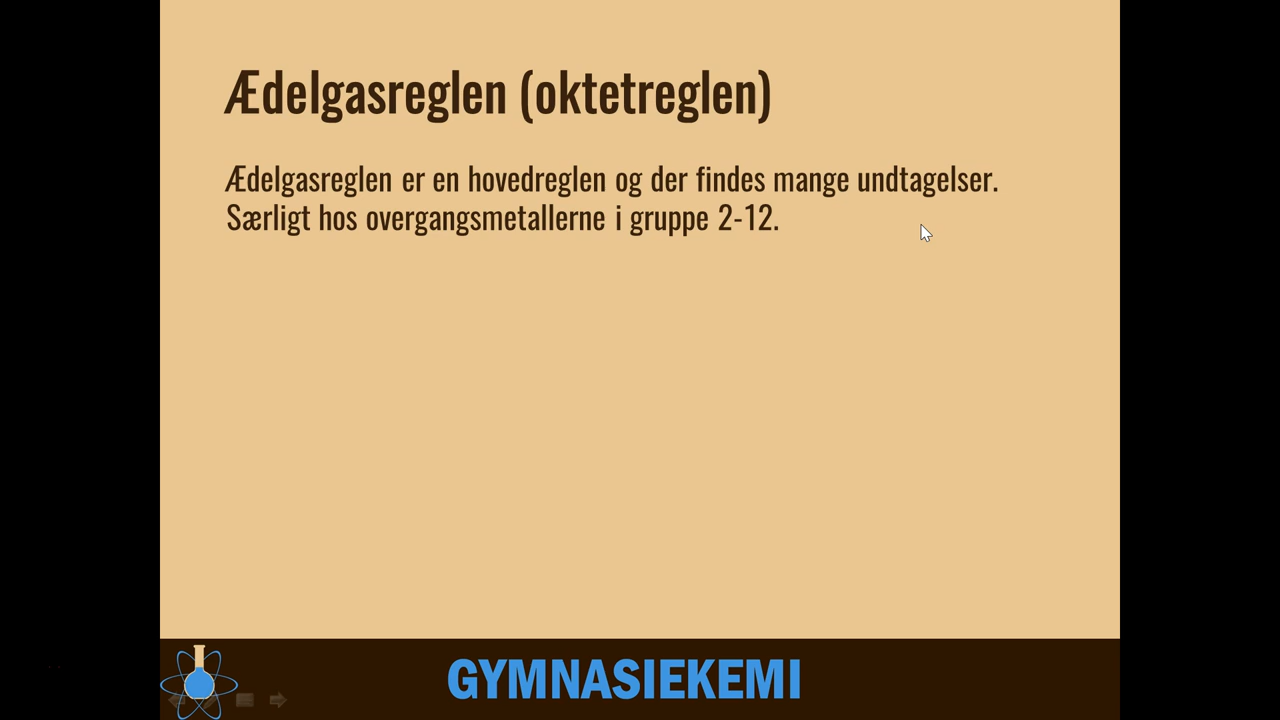 Ædelgasreglen (oktetreglen)
Ædelgasreglen er en hovedreglen og der findes mange undtagelser.
Særligt hos overgangsmetallerne i gruppe 2-12.
GYMNASIEKEMI